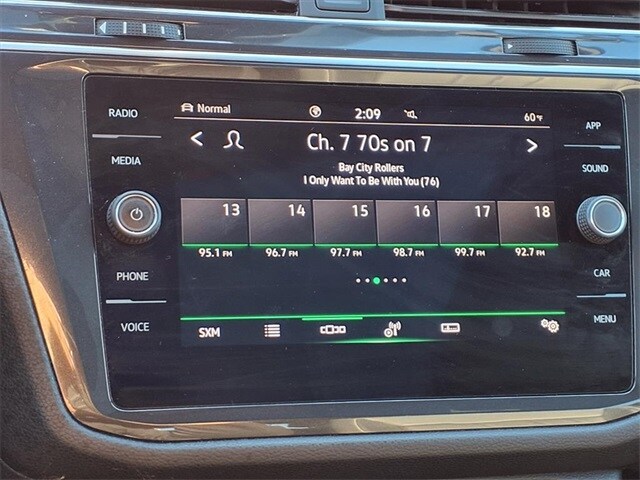 RADIO
MEDIA
PHONE
VOICE
Normal
2:09
60°F
Ch. 7 70s on 7
Bay City Rollers
I Only Want To Be With You (76)
13 14 15 16 17 18
95.1 FM 96.7 FM 97.7 FM 98.7 FM 99.7 FM 92.7 FM
SXM
APP
SOUND
CAR
MENU